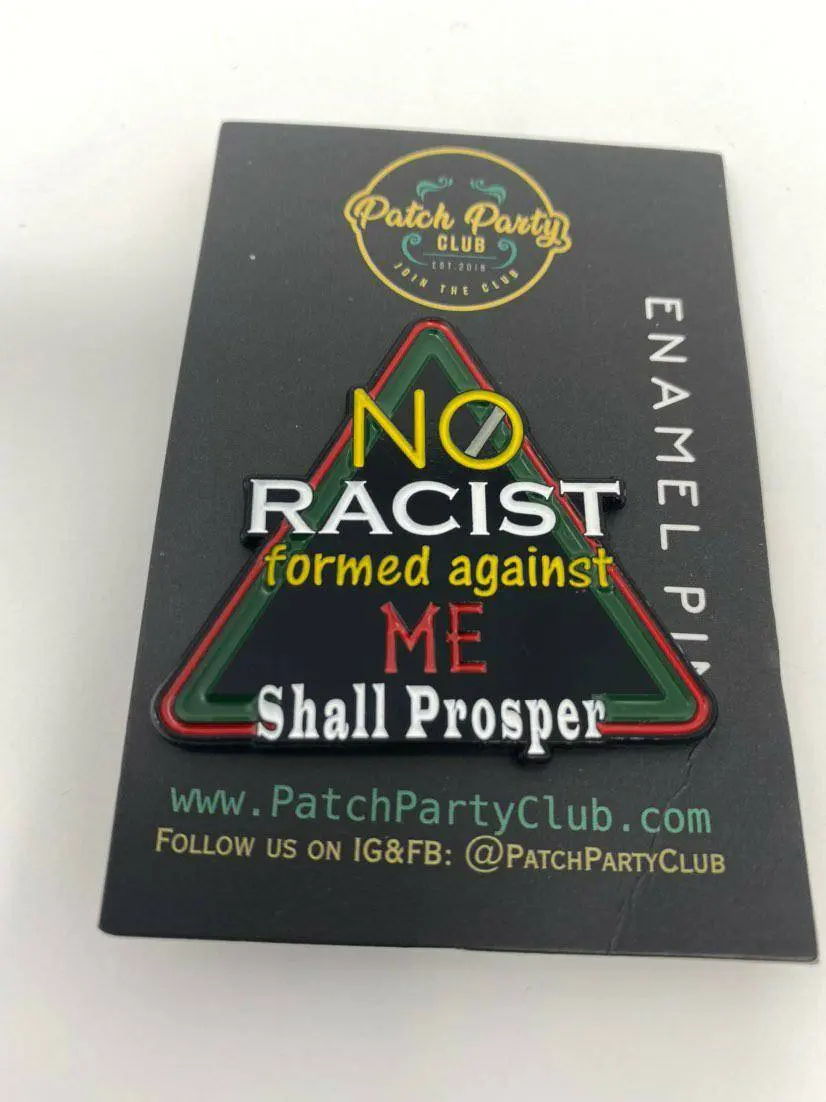 Patch Party
CLUB
EST. 2018
JOIN THE CLUB
ENAMEL PIN
NO
RACIST
formed against
ME
Shall Prosper
www.PatchPartyClub.com
FOLLOW US ON IG&FB: @PATCHPARTYCLUB